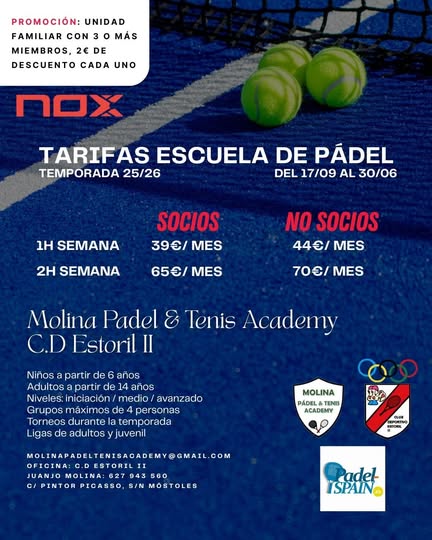 PROMOCIÓN: UNIDAD
FAMILIAR CON 3 O MÁS
MIEMBROS, 2€ DE
DESCUENTO CADA UNO
nox
TARIFAS ESCUELA DE PÁDEL
TEMPORADA 25/26 DEL 17/09 AL 30/06
SOCIOS NO SOCIOS
1H SEMANA 39€/ MES 44€/ MES
2H SEMANA 65€/ MES 70€/ MES
Molina Padel & Tenis Academy
C.D Estoril II
Niños a partir de 6 años
Adultos a partir de 14 años
Niveles: iniciación / medio / avanzado
Grupos máximos de 4 personas
Torneos durante la temporada
Ligas de adultos y juvenil
MOLINAPADELTENISACADEMY@GMAIL.COM
OFICINA: C.D ESTORIL II
JUANJO MOLINA: 627 943 560
C/ PINTOR PICASSO, S/N MÓSTOLES
MOLINA
PÁDEL & TENIS
ACADEMY
CLUB
DEPORTIVO
ESTORIL
II
Padel-
SPAIN